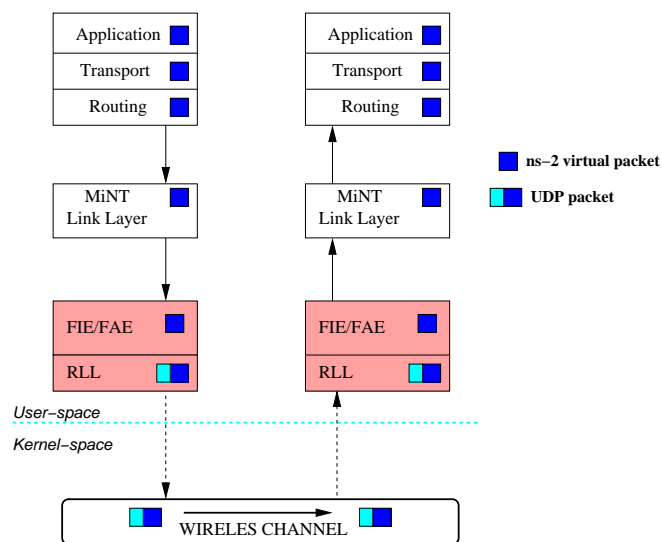 Application
Transport
Routing
MiNT
Link Layer
FIE/FAE
RLL
Application
Transport
Routing
MiNT
Link Layer
FIE/FAE
RLL
ns−2 virtual packet
UDP packet
User−space
Kernel−space
WIRELES CHANNEL